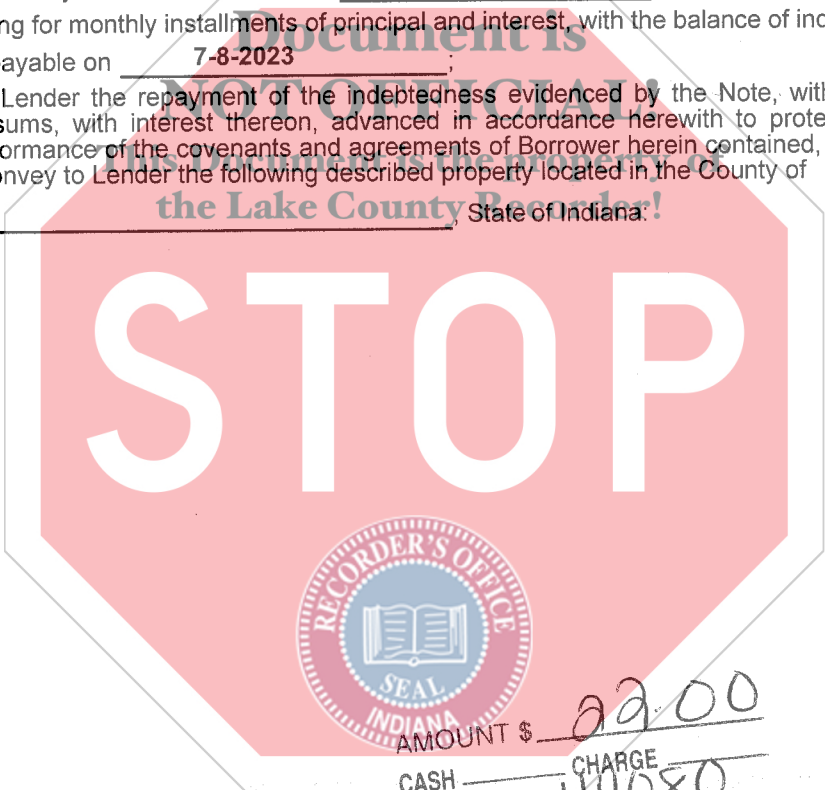 ng for monthly installments of principal and interest, with the balance of ind
Document is
ayable on 7-8-2023;
NOT OFFICIAL!
Lender the repayment of the indebtedness evidenced by the Note, with
sums, with interest thereon, advanced in accordance herewith to prote
ormance of the covenants and agreements of Borrower herein contained,
This Document is the property of
onvey to Lender the following described property located in the County of
the Lake County Recorder!
, State of Indiana:
STOP
RECORDER'S OFFICE
SEAL
INDIANA
AMOUNT $ 22.00
CASH CHARGE